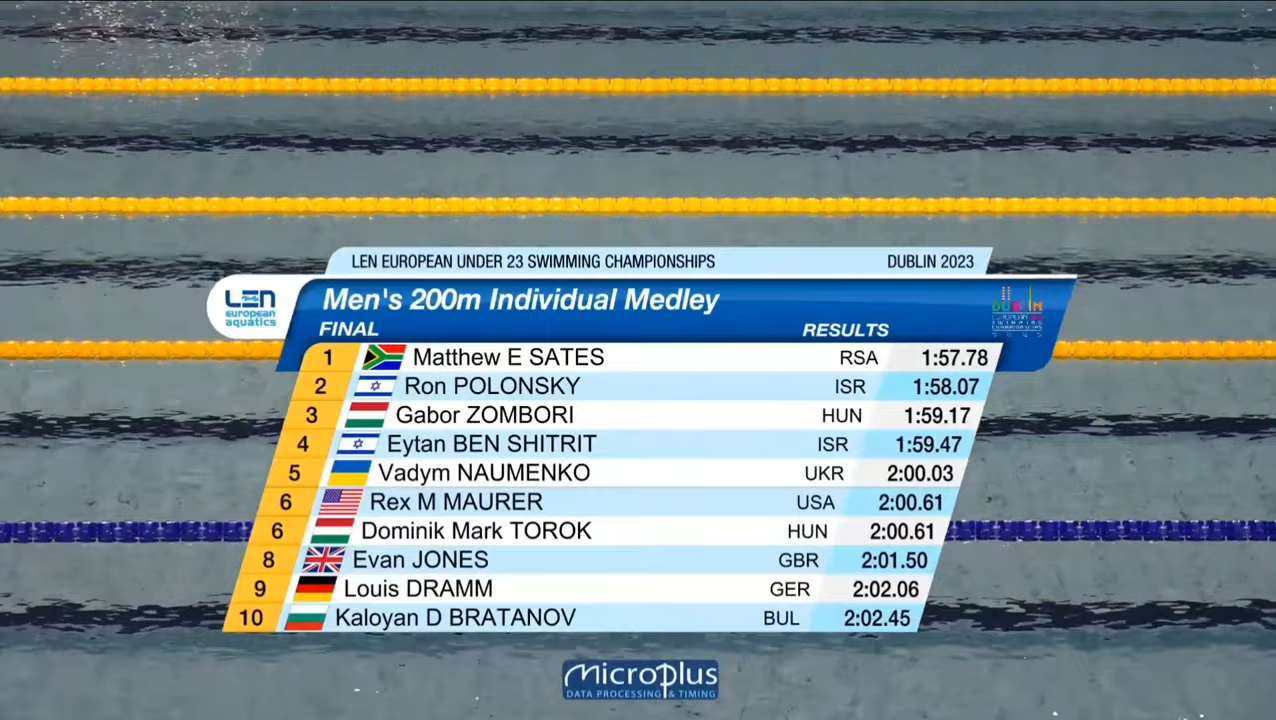 LEN EUROPEAN UNDER 23 SWIMMING CHAMPIONSHIPS DUBLIN 2023
LEN
european
aquatics
Men's 200m Individual Medley
DUBLIN
FINAL RESULTS
1 Matthew E SATES RSA 1:57.78
2 Ron POLONSKY ISR 1:58.07
3 Gabor ZOMBORI HUN 1:59.17
4 Eytan BEN SHITRIT ISR 1:59.47
5 Vadym NAUMENKO UKR 2:00.03
6 Rex M MAURER USA 2:00.61
6 Dominik Mark TOROK HUN 2:00.61
8 Evan JONES GBR 2:01.50
9 Louis DRAMM GER 2:02.06
10 Kaloyan D BRATANOV BUL 2:02.45
Microplus
DATA PROCESSING & TIMING